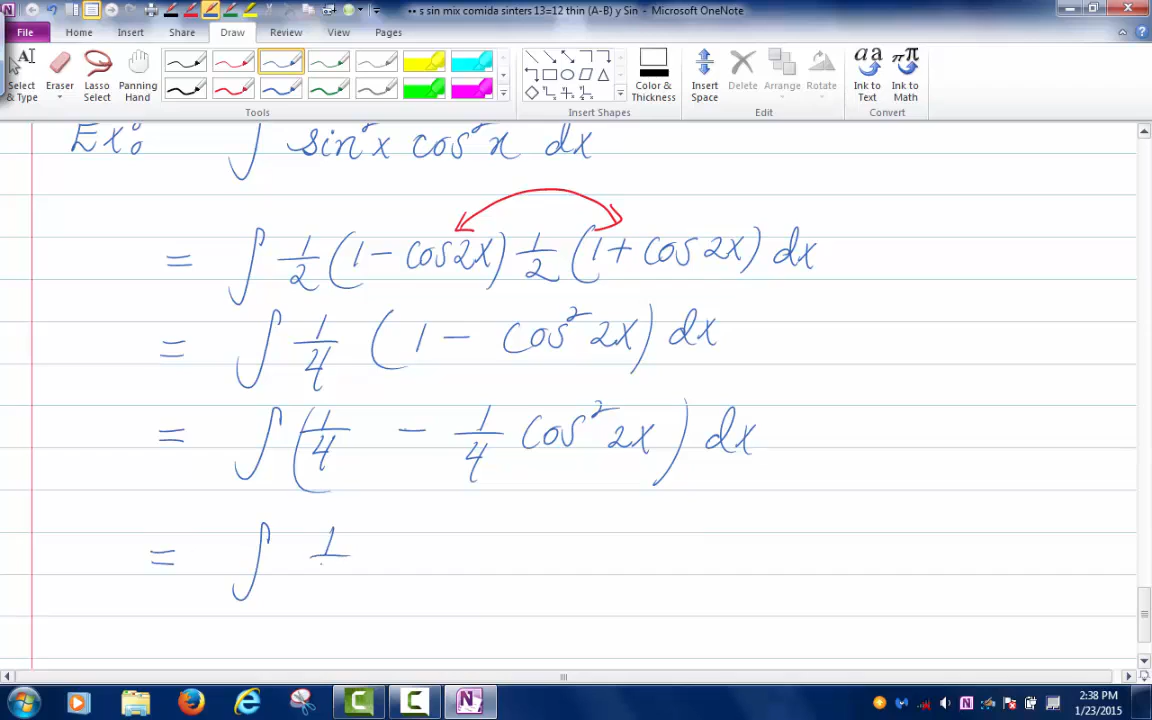 •• s sin mix comida sinters 13=12 thin (A-B) y Sin - Microsoft OneNote
File Home Insert Share Draw Review View Pages
Select & Type Eraser Lasso Select Panning Hand Color & Thickness Insert Space Delete Arrange Rotate Ink to Text Ink to Math
Tools Insert Shapes Edit Convert
Ex: ∫ sin²x cos²x dx
= ∫ 1/2 (1 - cos2x) 1/2 (1 + cos 2x) dx
= ∫ 1/4 (1 - cos² 2x) dx
= ∫ (1/4 - 1/4 cos² 2x) dx
= ∫ 1
2:38 PM
1/23/2015